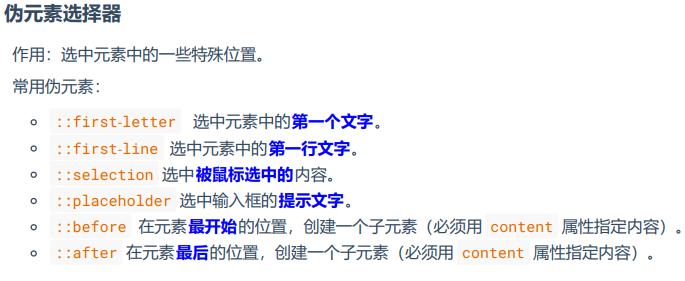 伪元素选择器
作用：选中元素中的一些特殊位置。
常用伪元素：
::first-letter 选中元素中的第一个文字。
::first-line 选中元素中的第一行文字。
::selection 选中被鼠标选中的内容。
::placeholder 选中输入框的提示文字。
::before 在元素最开始的位置，创建一个子元素（必须用 content 属性指定内容）。
::after 在元素最后的位置，创建一个子元素（必须用 content 属性指定内容）。